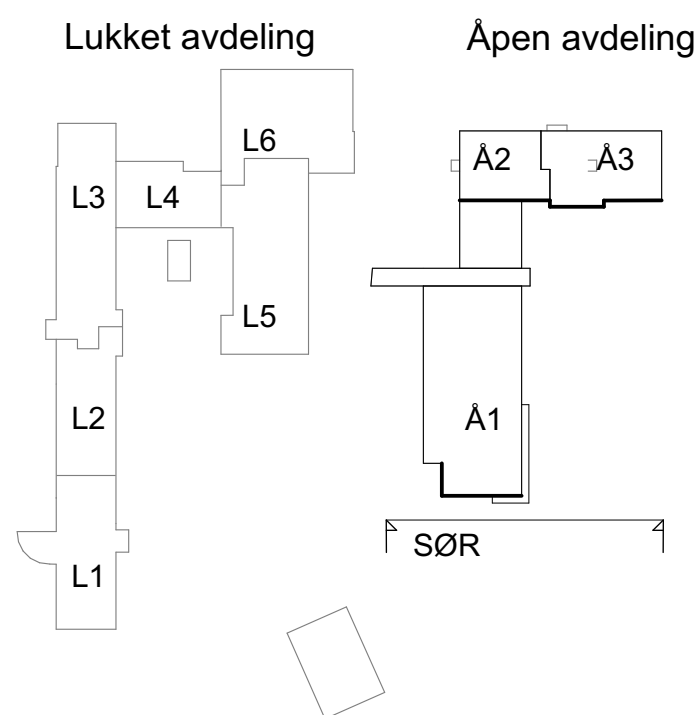 Lukket avdeling
Åpen avdeling
L6
Å2
Å3
L3
L4
L5
L2
Å1
SØR
L1